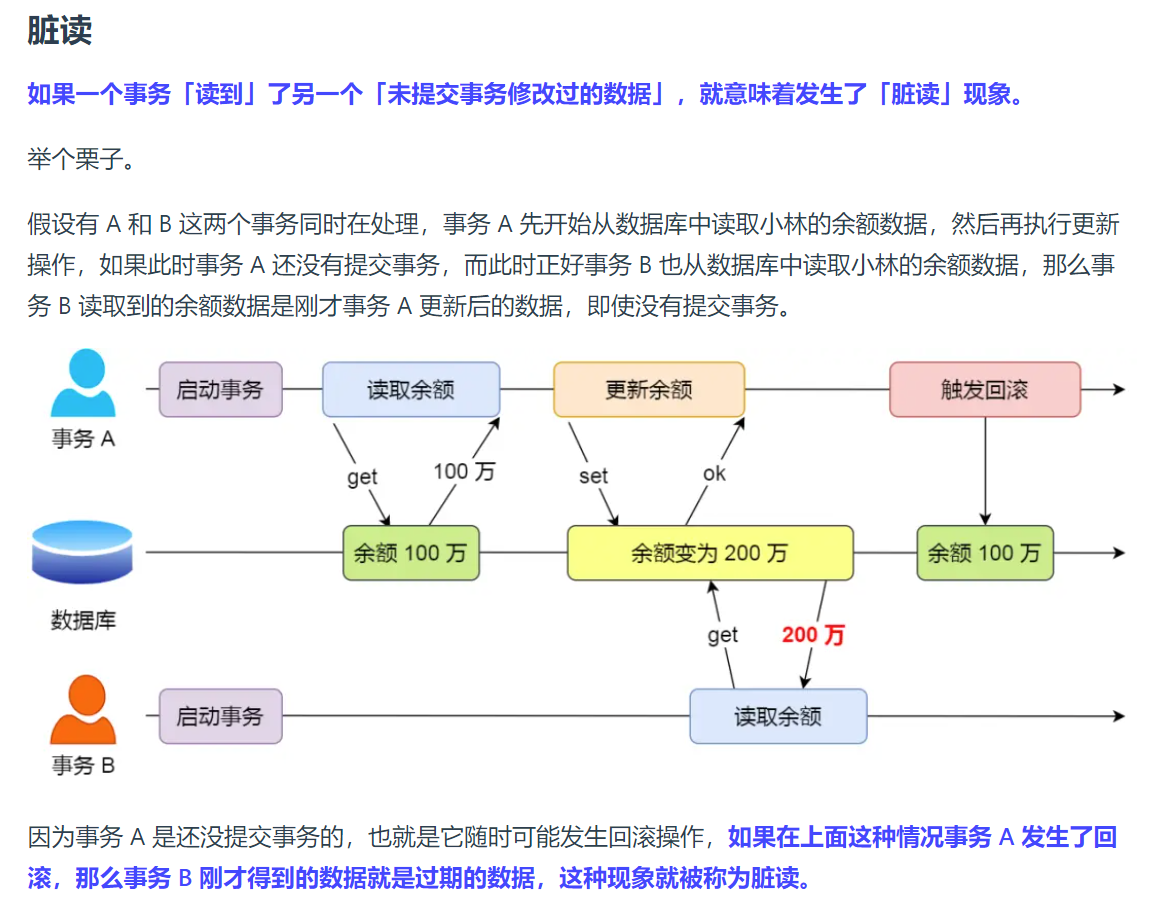 脏读
如果一个事务「读到」了另一个「未提交事务修改过的数据」，就意味着发生了「脏读」现象。
举个栗子。
假设有 A 和 B 这两个事务同时在处理，事务 A 先开始从数据库中读取小林的余额数据，然后再执行更新
操作，如果此时事务 A 还没有提交事务，而此时正好事务 B 也从数据库中读取小林的余额数据，那么事
务 B 读取到的余额数据是刚才事务 A 更新后的数据，即使没有提交事务。
启动事务
读取余额
更新余额
触发回滚
事务 A
get
100 万
set
ok
余额 100 万
余额变为 200 万
余额 100 万
数据库
get
200 万
启动事务
读取余额
事务 B
因为事务 A 是还没提交事务的，也就是它随时可能发生回滚操作，如果在上面这种情况事务 A 发生了回
滚，那么事务 B 刚才得到的数据就是过期的数据，这种现象就被称为脏读。